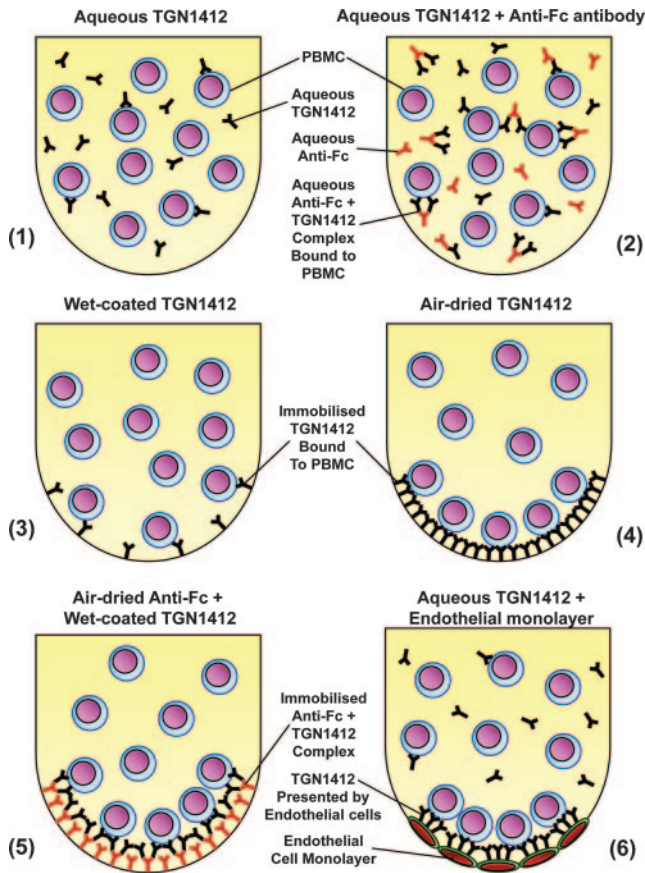 Aqueous TGN1412
Aqueous TGN1412 + Anti-Fc antibody
PBMC
Aqueous
TGN1412
Aqueous
Anti-Fc
Aqueous
Anti-Fc +
TGN1412
Complex
Bound to
PBMC
(1)
(2)
Wet-coated TGN1412
Air-dried TGN1412
Immobilised
TGN1412
Bound
To PBMC
(3)
(4)
Air-dried Anti-Fc +
Wet-coated TGN1412
Aqueous TGN1412 +
Endothelial monolayer
Immobilised
Anti-Fc +
TGN1412
Complex
TGN1412
Presented by
Endothelial cells
Endothelial
Cell Monolayer
(5)
(6)